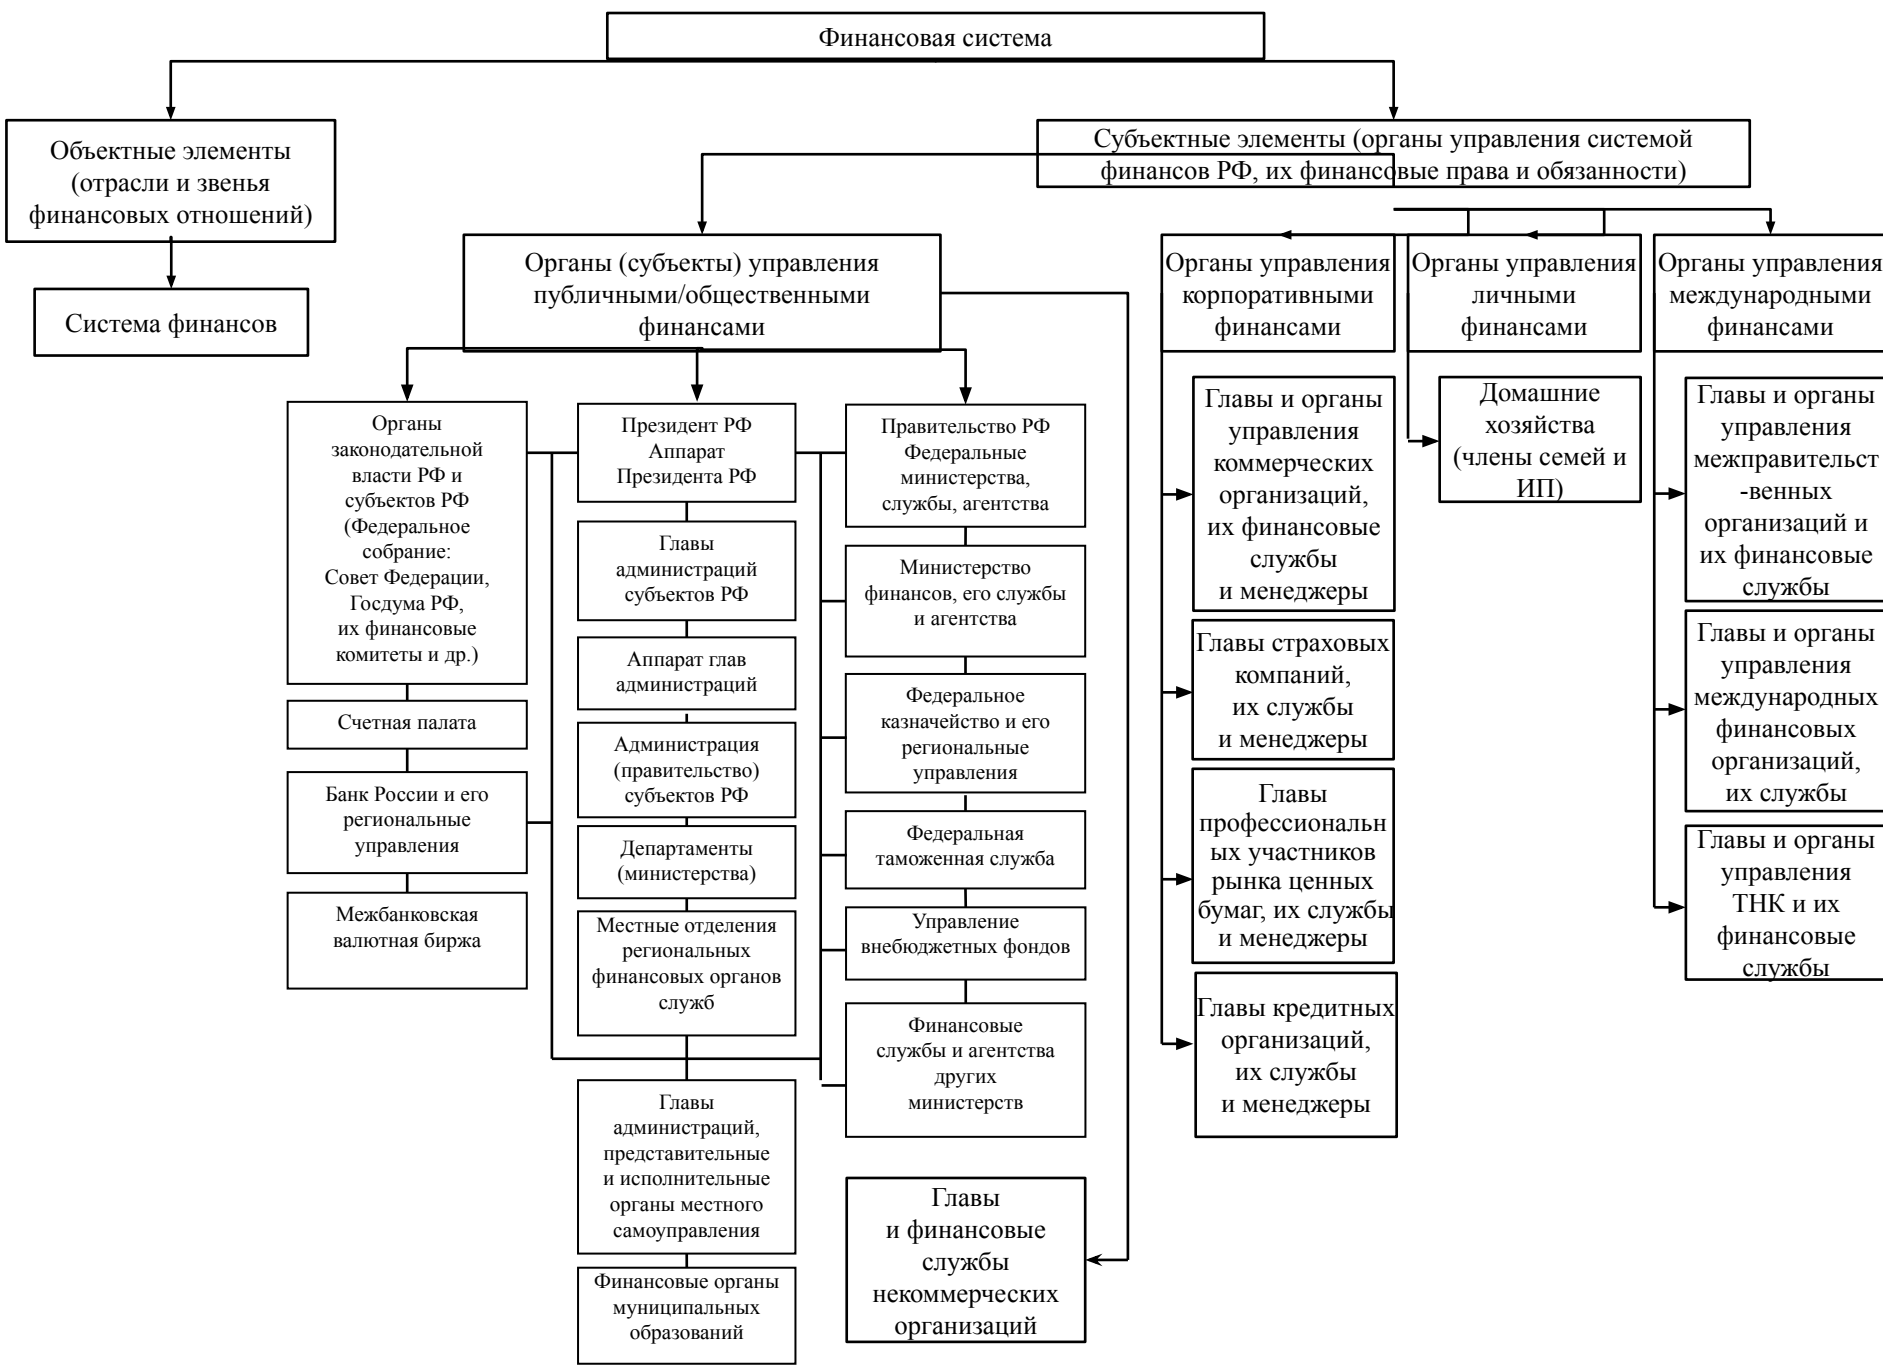 Финансовая система
Объектные элементы
(отрасли и звенья
финансовых отношений)
Система финансов
Субъектные элементы (органы управления системой
финансов РФ, их финансовые права и обязанности)
Органы (субъекты) управления
публичными/общественными
финансами
Органы управления
корпоративными
финансами
Органы управления
личными
финансами
Органы управления
международными
финансами
Органы
законодательной
власти РФ и
субъектов РФ
(Федеральное
собрание:
Совет Федерации,
Госдума РФ,
их финансовые
комитеты и др.)
Счетная палата
Банк России и его
региональные
управления
Межбанковская
валютная биржа
Президент РФ
Аппарат
Президента РФ
Главы
администраций
субъектов РФ
Аппарат глав
администраций
Администрация
(правительство)
субъектов РФ
Департаменты
(министерства)
Местные отделения
региональных
финансовых органов
служб
Главы
администраций,
представительные
и исполнительные
органы местного
самоуправления
Финансовые органы
муниципальных
образований
Правительство РФ
Федеральные
министерства,
службы, агентства
Министерство
финансов, его службы
и агентства
Федеральное
казначейство и его
региональные
управления
Федеральная
таможенная служба
Управление
внебюджетных фондов
Финансовые
службы и агентства
других
министерств
Главы
и финансовые
службы
некоммерческих
организаций
Главы и органы
управления
коммерческих
организаций,
их финансовые
службы
и менеджеры
Главы страховых
компаний,
их службы
и менеджеры
Главы
профессиональн
ых участников
рынка ценных
бумаг, их службы
и менеджеры
Главы кредитных
организаций,
их службы
и менеджеры
Домашние
хозяйства
(члены семей и
ИП)
Главы и органы
управления
межправительст
-венных
организаций и
их финансовые
службы
Главы и органы
управления
международных
финансовых
организаций,
их службы
Главы и органы
управления
ТНК и их
финансовые
службы